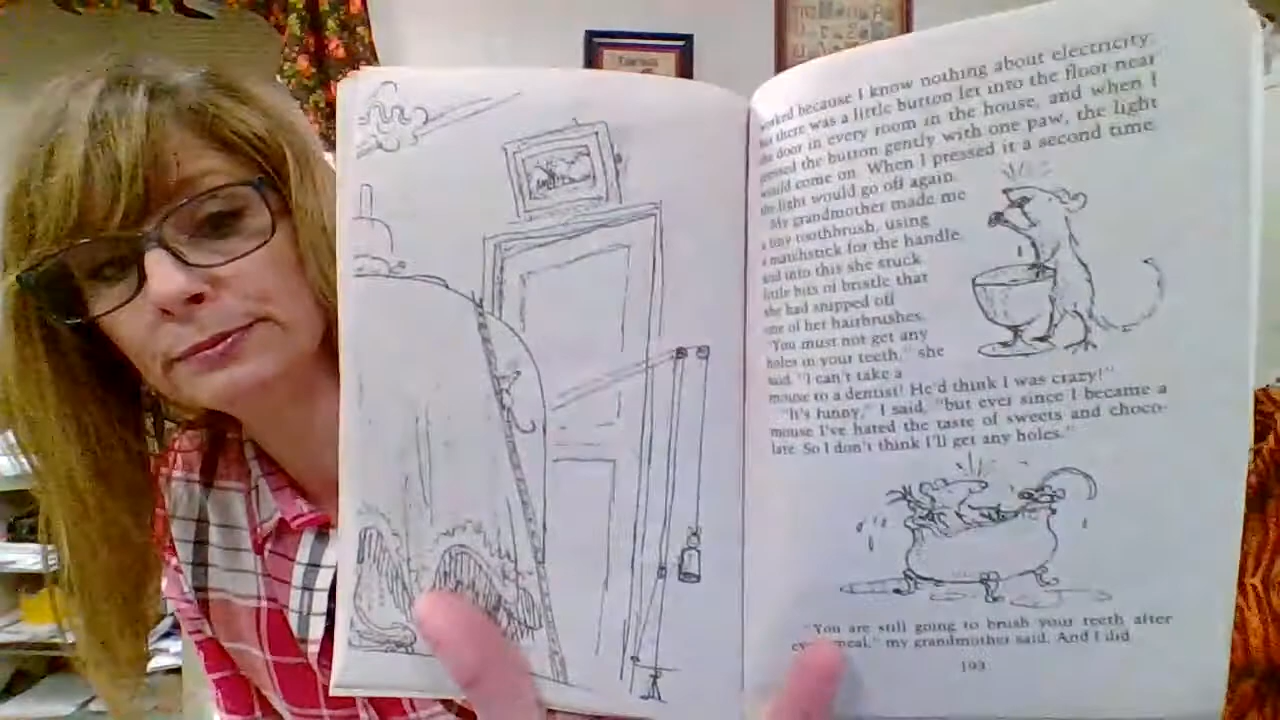 worked because I know nothing about electricity,
but there was a little button let into the floor near
the door in every room in the house, and when I
pressed the button gently with one paw, the light
would come on. When I pressed it a second time
the light would go off again.
My grandmother made me
a tiny toothbrush, using
a matchstick for the handle,
and into this she stuck
little bits of bristle that
she had snipped off
one of her hairbrushes.
"You must not get any
holes in your teeth," she
said. "I can't take a
mouse to a dentist! He'd think I was crazy!"
"It's funny," I said, "but ever since I became a
mouse I've hated the taste of sweets and choco-
late. So I don't think I'll get any holes."
"You are still going to brush your teeth after
meal," my grandmother said. And I did.
193